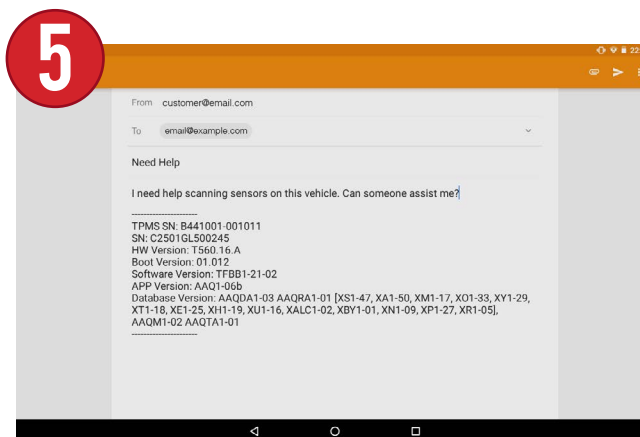 5
22
From customer@email.com
To email@example.com
Need Help
I need help scanning sensors on this vehicle. Can someone assist me?
----------------------
TPMS SN: B441001-001011
SN: C2501GL500245
HW Version: T560.16.A
Boot Version: 01.012
Software Version: TFBB1-21-02
APP Version: AAQ1-06b
Database Version: AAQDA1-03 AAQRA1-01 [XS1-47, XA1-50, XM1-17, XO1-33, XY1-29,
XT1-18, XE1-25, XH1-19, XU1-16, XALC1-02, XBY1-01, XN1-09, XP1-27, XR1-05],
AAQM1-02 AAQTA1-01
----------------------